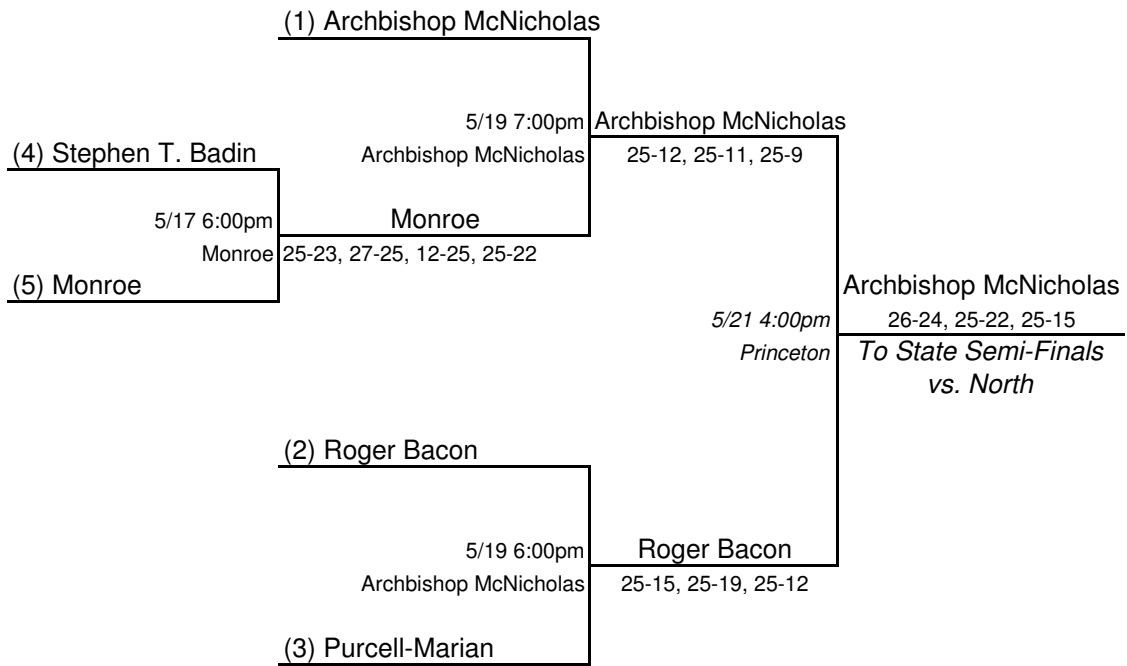 (1) Archbishop McNicholas
5/19 7:00pm
Archbishop McNicholas
Archbishop McNicholas
25-12, 25-11, 25-9
(4) Stephen T. Badin
5/17 6:00pm
Monroe
Monroe
25-23, 27-25, 12-25, 25-22
(5) Monroe
Archbishop McNicholas
26-24, 25-22, 25-15
5/21 4:00pm
Princeton
To State Semi-Finals
vs. North
(2) Roger Bacon
5/19 6:00pm
Archbishop McNicholas
Roger Bacon
25-15, 25-19, 25-12
(3) Purcell-Marian